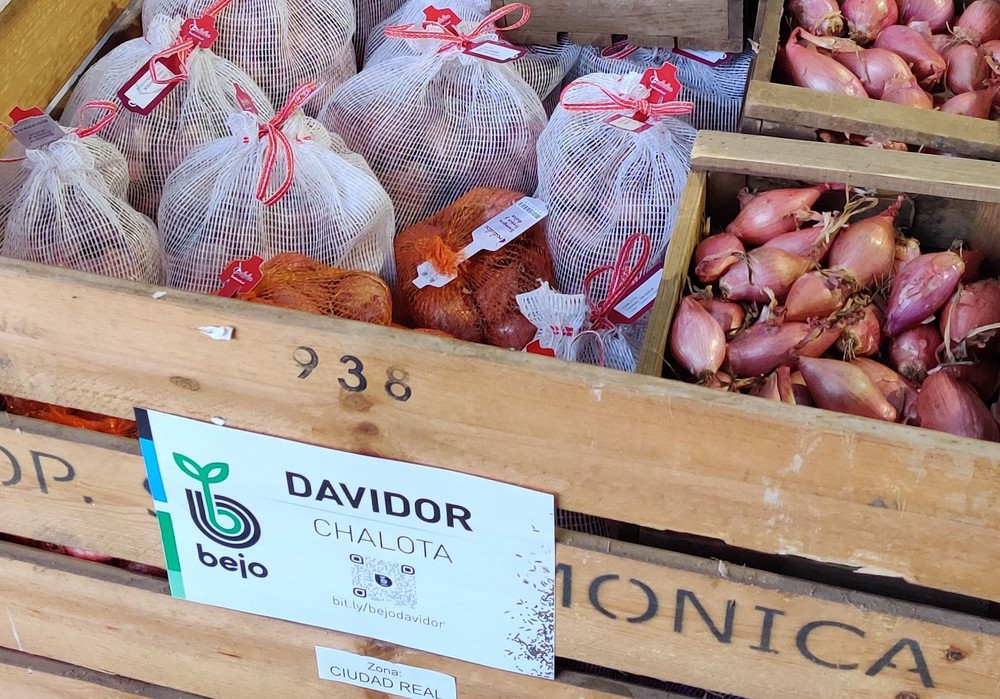 938
OP.
DAVIDOR
CHALOTA
bejo
bit.ly/bejodavidor
MONICA
Zona:
CIUDAD REAL